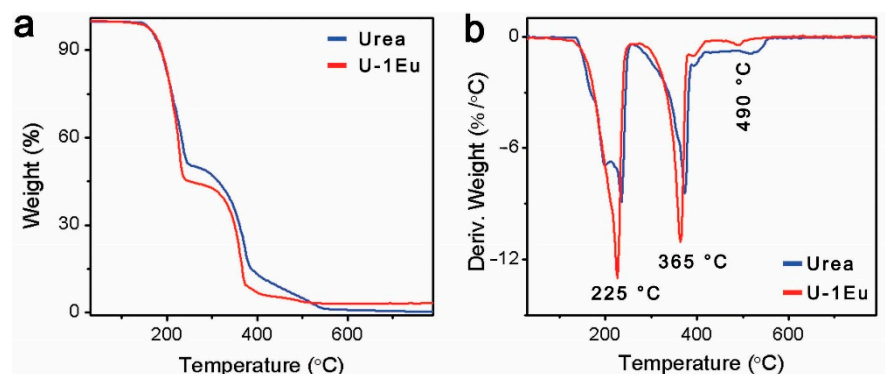 a
Urea
U-1Eu
90
60
30
0
Weight (%)
200
400
600
Temperature (°C)
b
0
−6
−12
Deriv. Weight (% /°C)
490 °C
365 °C
225 °C
Urea
U-1Eu
200
400
600
Temperature (°C)